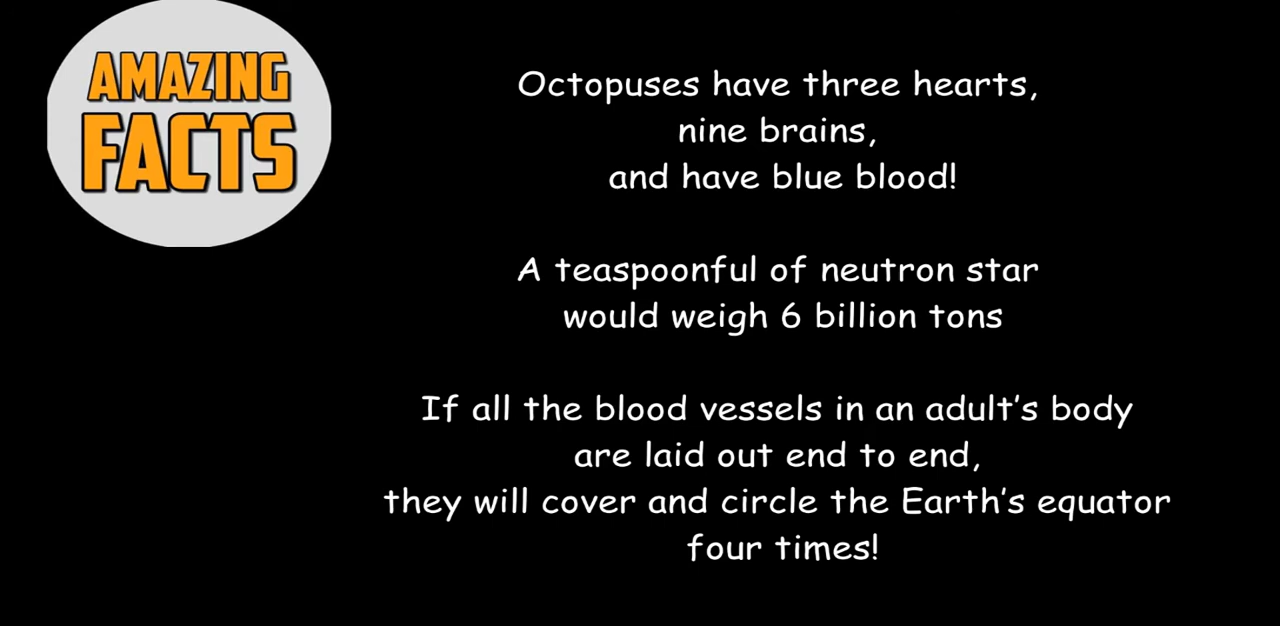 AMAZING
FACTS
Octopuses have three hearts,
nine brains,
and have blue blood!
A teaspoonful of neutron star
would weigh 6 billion tons
If all the blood vessels in an adult's body
are laid out end to end,
they will cover and circle the Earth's equator
four times!